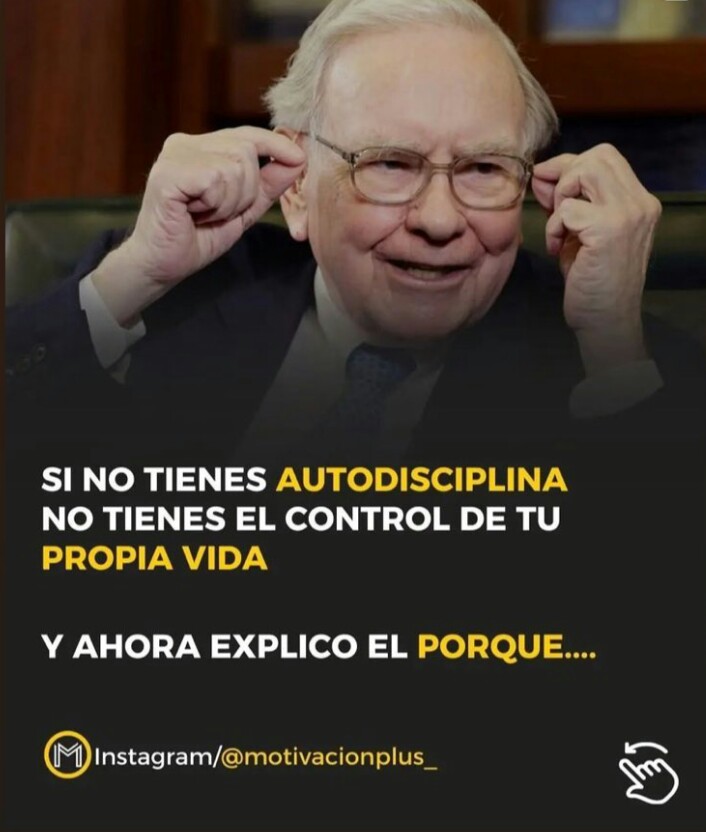 SI NO TIENES AUTODISCIPLINA
NO TIENES EL CONTROL DE TU
PROPIA VIDA
Y AHORA EXPLICO EL PORQUE....
Instagram/@motivacionplus_